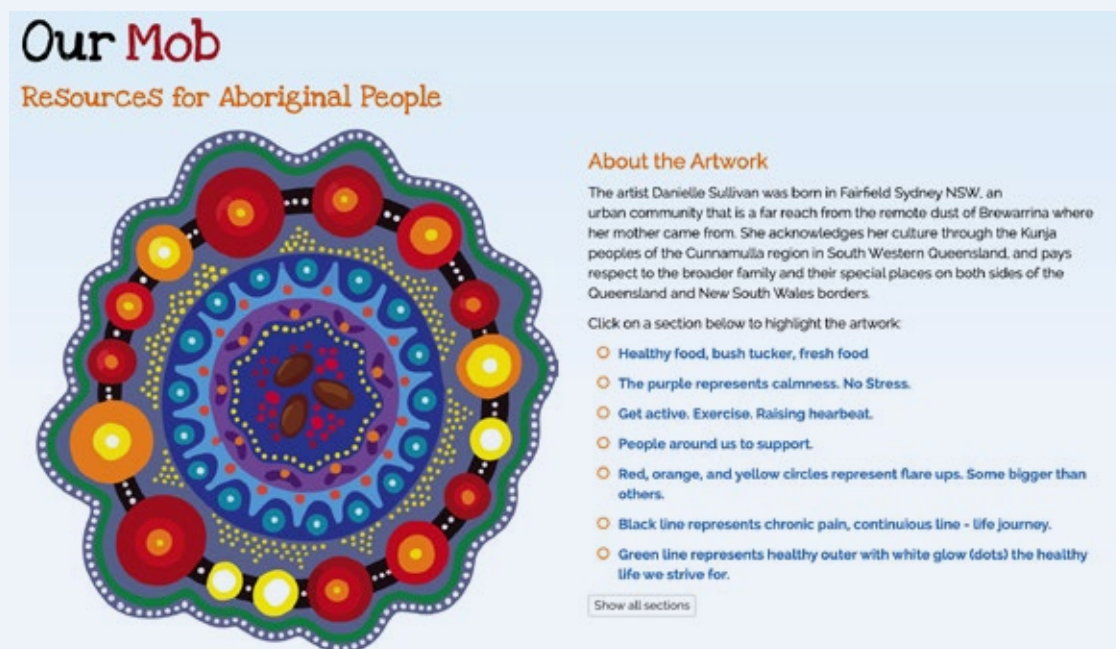 Our Mob
Resources for Aboriginal People
About the Artwork
The artist Danielle Sullivan was born in Fairfield Sydney NSW, an
urban community that is a far reach from the remote dust of Brewarrina where
her mother came from. She acknowledges her culture through the Kunja
peoples of the Cunnamulla region in South Western Queensland, and pays
respect to the broader family and their special places on both sides of the
Queensland and New South Wales borders.
Click on a section below to highlight the artwork:
Healthy food, bush tucker, fresh food
The purple represents calmness. No Stress.
Get active. Exercise. Raising hearbeat.
People around us to support.
Red, orange, and yellow circles represent flare ups. Some bigger than
others.
Black line represents chronic pain, continuious line - life journey.
Green line represents healthy outer with white glow (dots) the healthy
life we strive for.
Show all sections